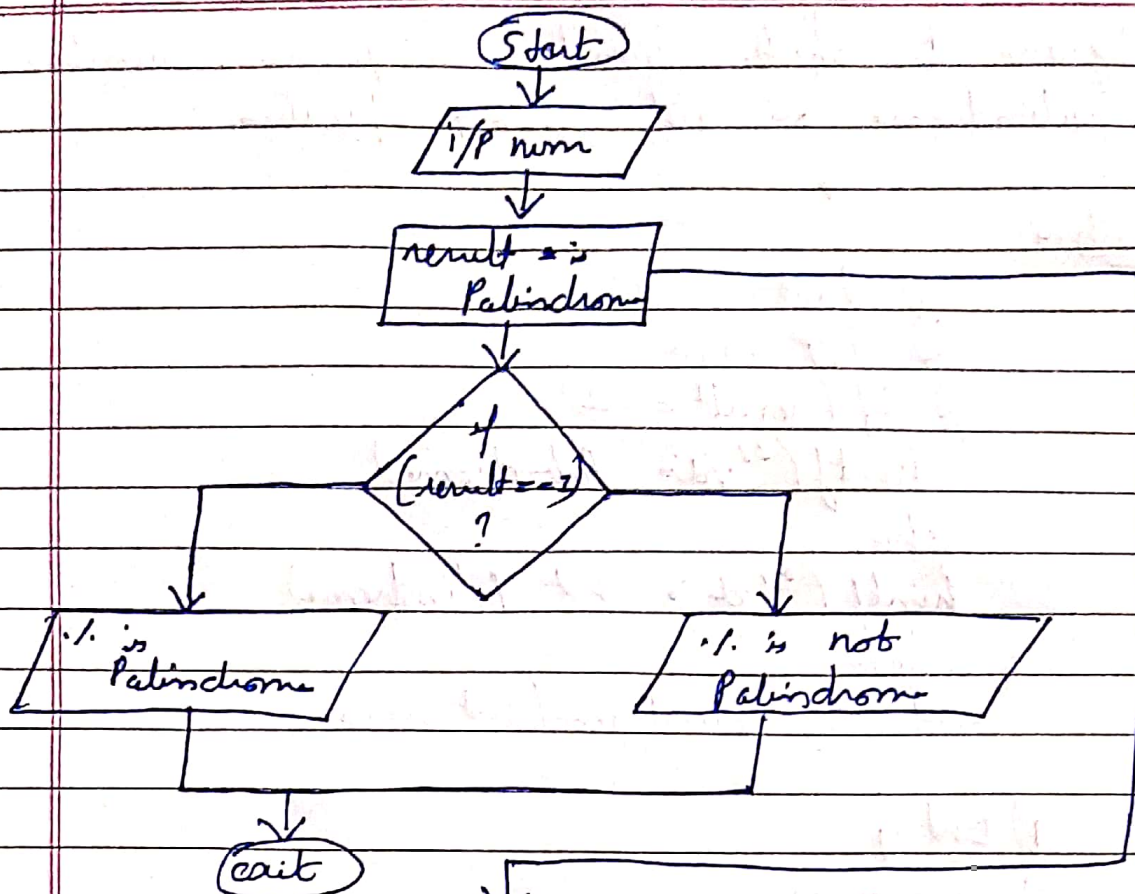 Start
i/P num
result = is
Palindrome
if
(result==1)
?
% is
Palindrome
% is not
Palindrome
exit